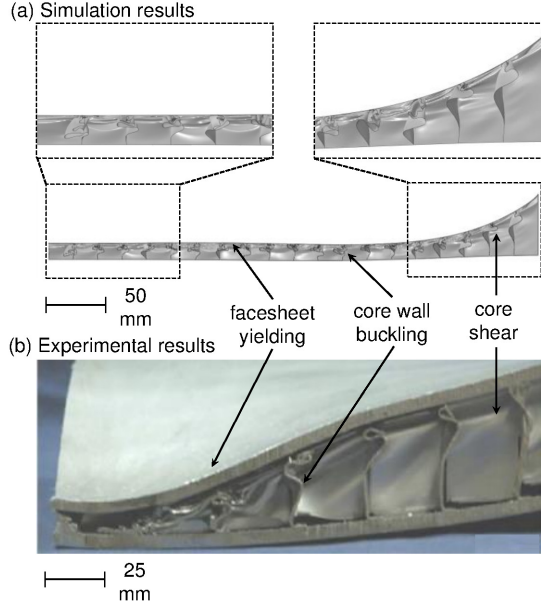 (a) Simulation results
50
mm
facesheet
yielding
core wall
buckling
core
shear
(b) Experimental results
25
mm